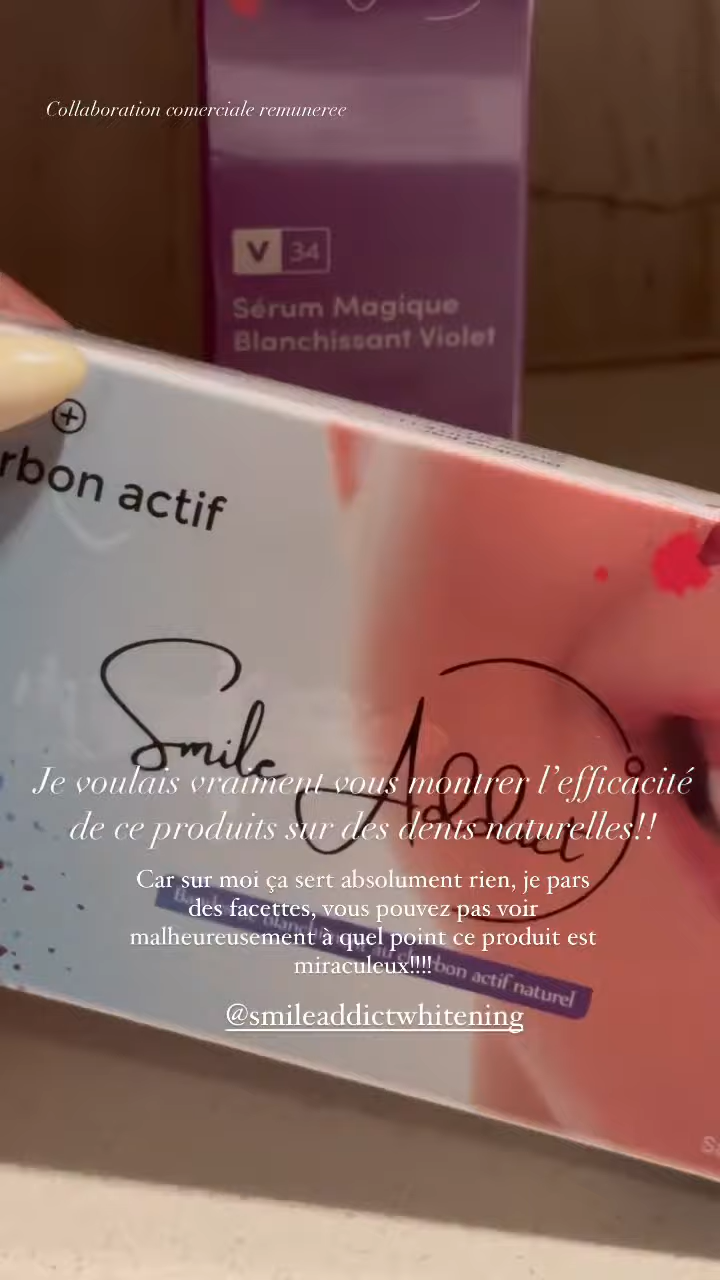 Collaboration comerciale remuneree
V 34
Sérum Magique
Blanchissant Violet
rbon actif
Smile Addict
Je voulais vraiment vous montrer l'efficacité
de ce produits sur des dents naturelles!!
Car sur moi ça sert absolument rien, je pars
des facettes, vous pouvez pas voir
malheureusement à quel point ce produit est
miraculeux!!!!
bon actif naturel
@smileaddictwhitening